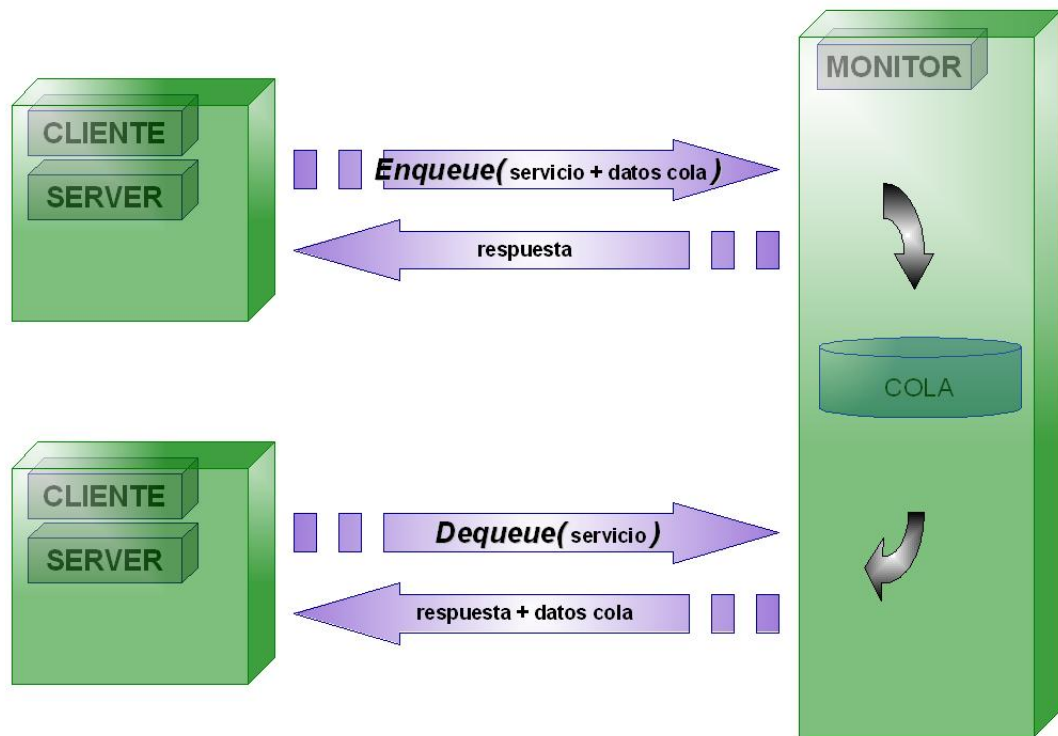 MONITOR
CLIENTE
SERVER
Enqueue( servicio + datos cola )
respuesta
COLA
CLIENTE
SERVER
Dequeue( servicio )
respuesta + datos cola